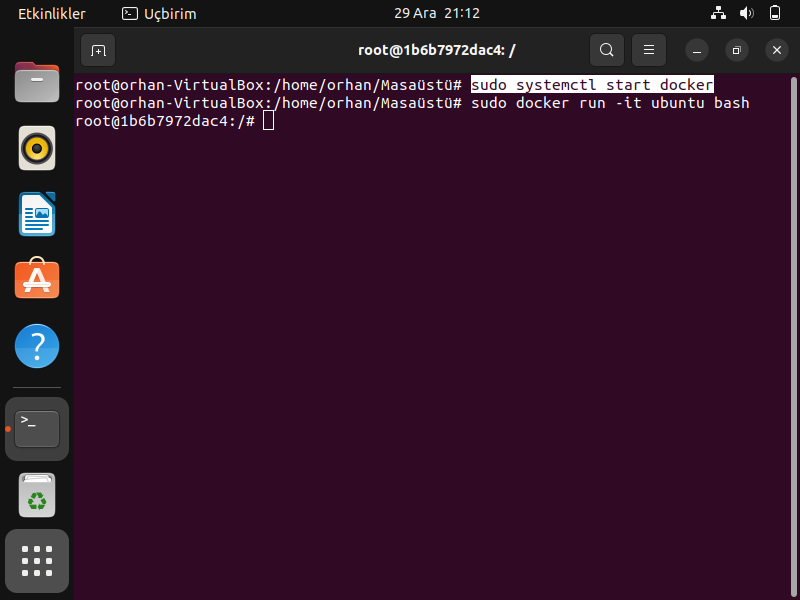 Etkinlikler
Uçbirim
29 Ara 21:12
root@1b6b7972dac4: /
root@orhan-VirtualBox:/home/orhan/Masaüstü# sudo systemctl start docker
root@orhan-VirtualBox:/home/orhan/Masaüstü# sudo docker run -it ubuntu bash
root@1b6b7972dac4:/#